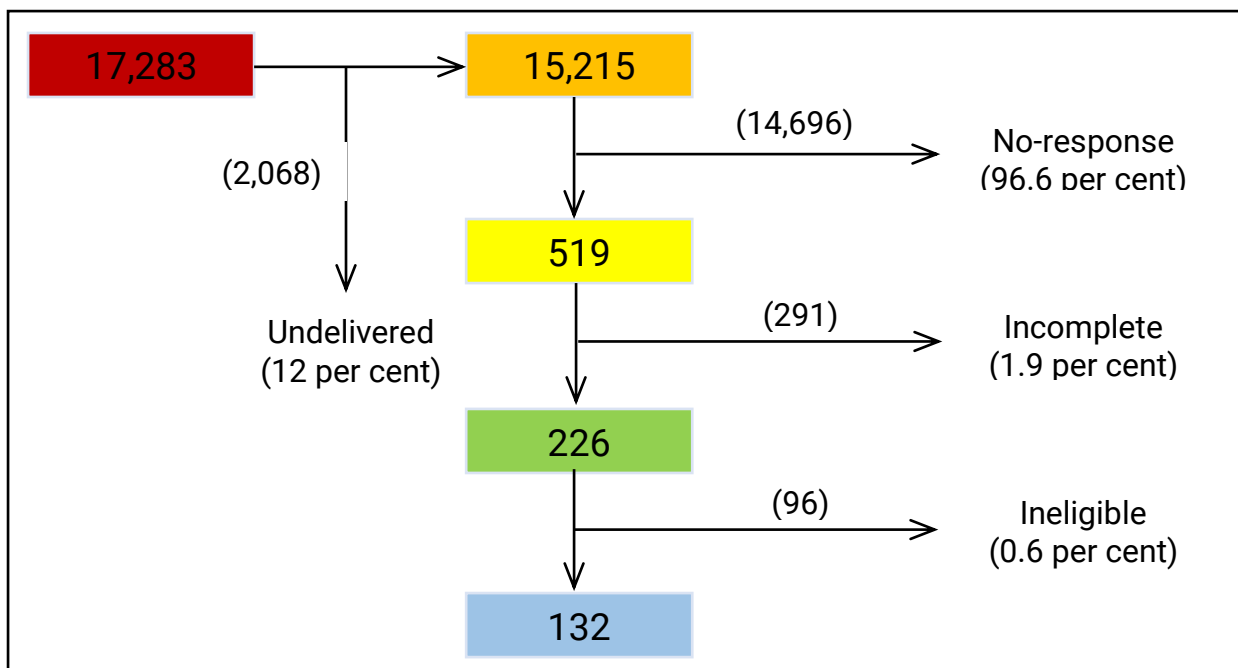 17,283
15,215
(14,696)
No-response
(96.6 per cent)
(2,068)
519
(291)
Incomplete
(1.9 per cent)
Undelivered
(12 per cent)
226
(96)
Ineligible
(0.6 per cent)
132